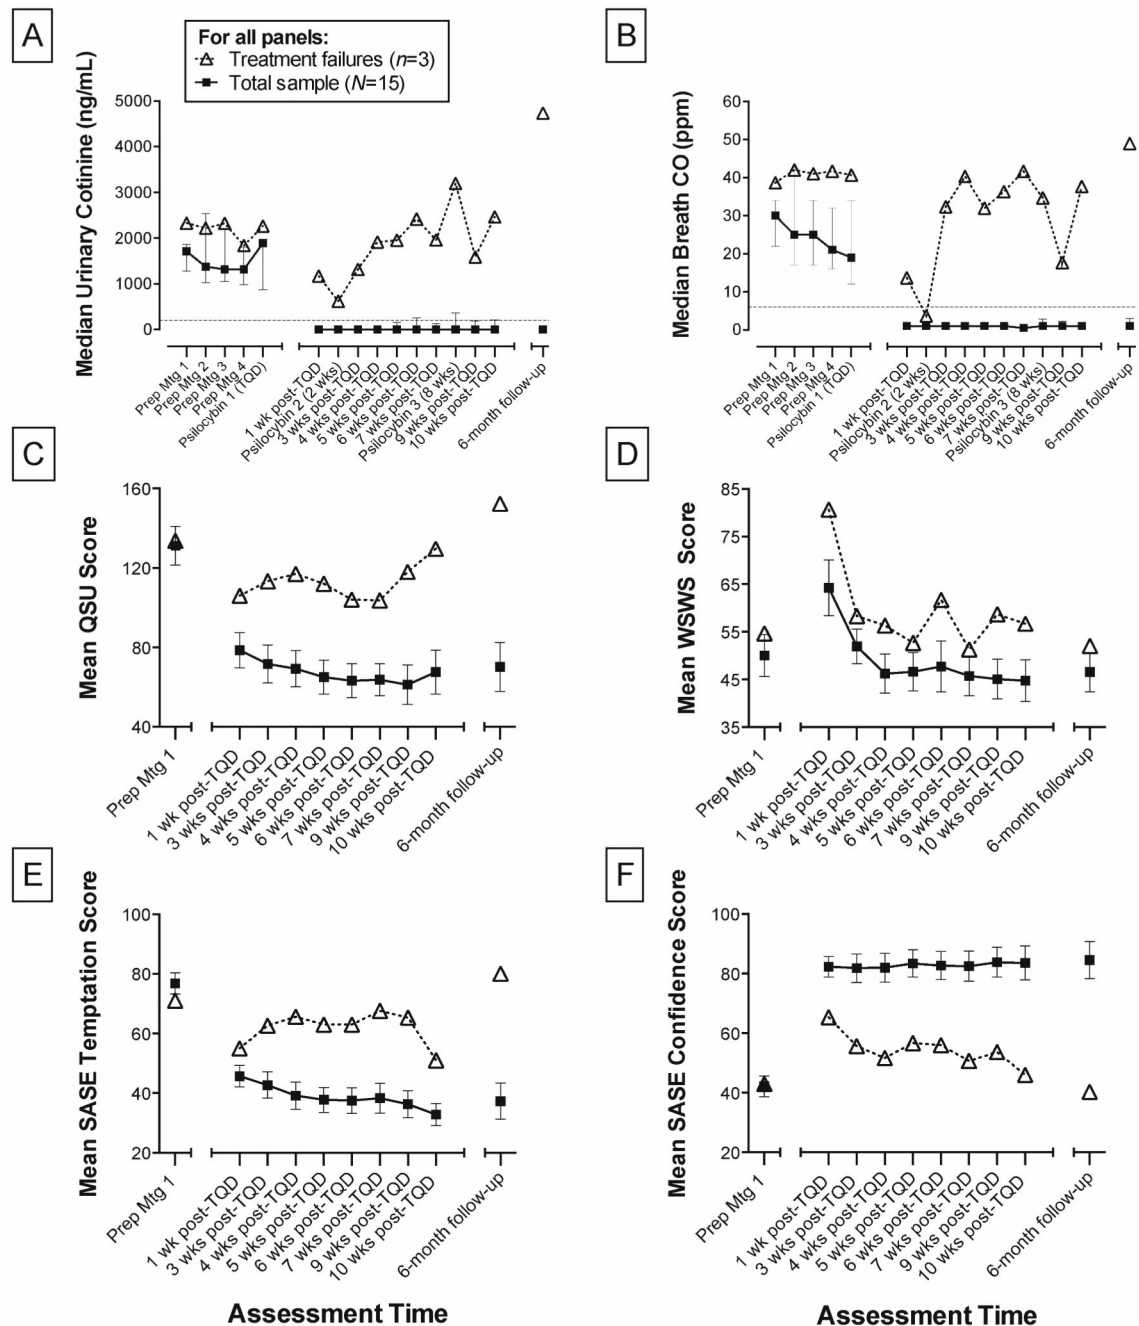 A
For all panels:
Treatment failures (n=3)
Total sample (N=15)
Median Urinary Cotinine (ng/mL)
5000
4000
3000
2000
1000
0
Prep Mtg 1
Prep Mtg 2
Prep Mtg 3
Prep Mtg 4
Psilocybin 1 (TQD)
1 wk post-TQD
Psilocybin 2 (2 wks)
3 wks post-TQD
4 wks post-TQD
5 wks post-TQD
6 wks post-TQD
7 wks post-TQD
Psilocybin 3 (8 wks)
9 wks post-TQD
10 wks post-TQD
6-month follow-up
B
Median Breath CO (ppm)
60
50
40
30
20
10
0
Prep Mtg 1
Prep Mtg 2
Prep Mtg 3
Prep Mtg 4
Psilocybin 1 (TQD)
1 wk post-TQD
Psilocybin 2 (2 wks)
3 wks post-TQD
4 wks post-TQD
5 wks post-TQD
6 wks post-TQD
7 wks post-TQD
Psilocybin 3 (8 wks)
9 wks post-TQD
10 wks post-TQD
6-month follow-up
C
Mean QSU Score
160
120
80
40
Prep Mtg 1
1 wk post-TQD
3 wks post-TQD
4 wks post-TQD
5 wks post-TQD
6 wks post-TQD
7 wks post-TQD
9 wks post-TQD
10 wks post-TQD
6-month follow-up
D
Mean WSWS Score
85
75
65
55
45
35
Prep Mtg 1
1 wk post-TQD
3 wks post-TQD
4 wks post-TQD
5 wks post-TQD
6 wks post-TQD
7 wks post-TQD
9 wks post-TQD
10 wks post-TQD
6-month follow-up
E
Mean SASE Temptation Score
100
80
60
40
20
Prep Mtg 1
1 wk post-TQD
3 wks post-TQD
4 wks post-TQD
5 wks post-TQD
6 wks post-TQD
7 wks post-TQD
9 wks post-TQD
10 wks post-TQD
6-month follow-up
Assessment Time
F
Mean SASE Confidence Score
100
80
60
40
20
Prep Mtg 1
1 wk post-TQD
3 wks post-TQD
4 wks post-TQD
5 wks post-TQD
6 wks post-TQD
7 wks post-TQD
9 wks post-TQD
10 wks post-TQD
6-month follow-up
Assessment Time